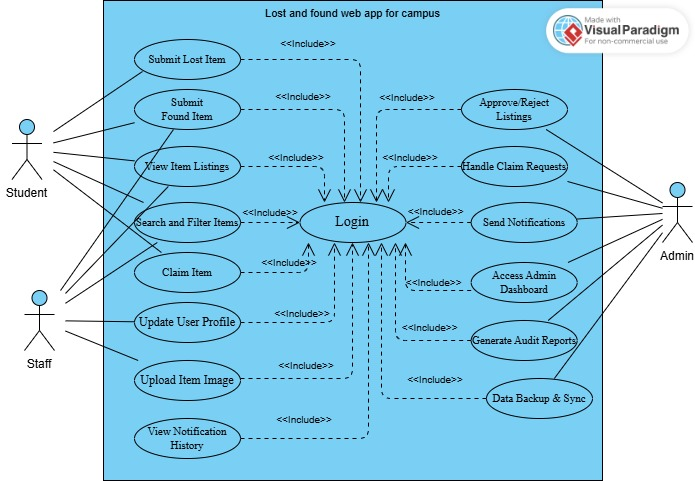 Lost and found web app for campus
Made with
VisualParadigm
For non-commercial use
Submit Lost Item
<<Include>>
Submit
Found Item
<<Include>>
<<Include>>
Approve/Reject
Listings
Student
View Item Listings
<<Include>>
<<Include>>
Handle Claim Requests
Search and Filter Items
<<Include>>
Login
<<Include>>
Send Notifications
Admin
Claim Item
<<Include>>
<<Include>>
Access Admin
Dashboard
Staff
Update User Profile
<<Include>>
<<Include>>
Generate Audit Reports
Upload Item Image
<<Include>>
<<Include>>
Data Backup & Sync
View Notification
History
<<Include>>